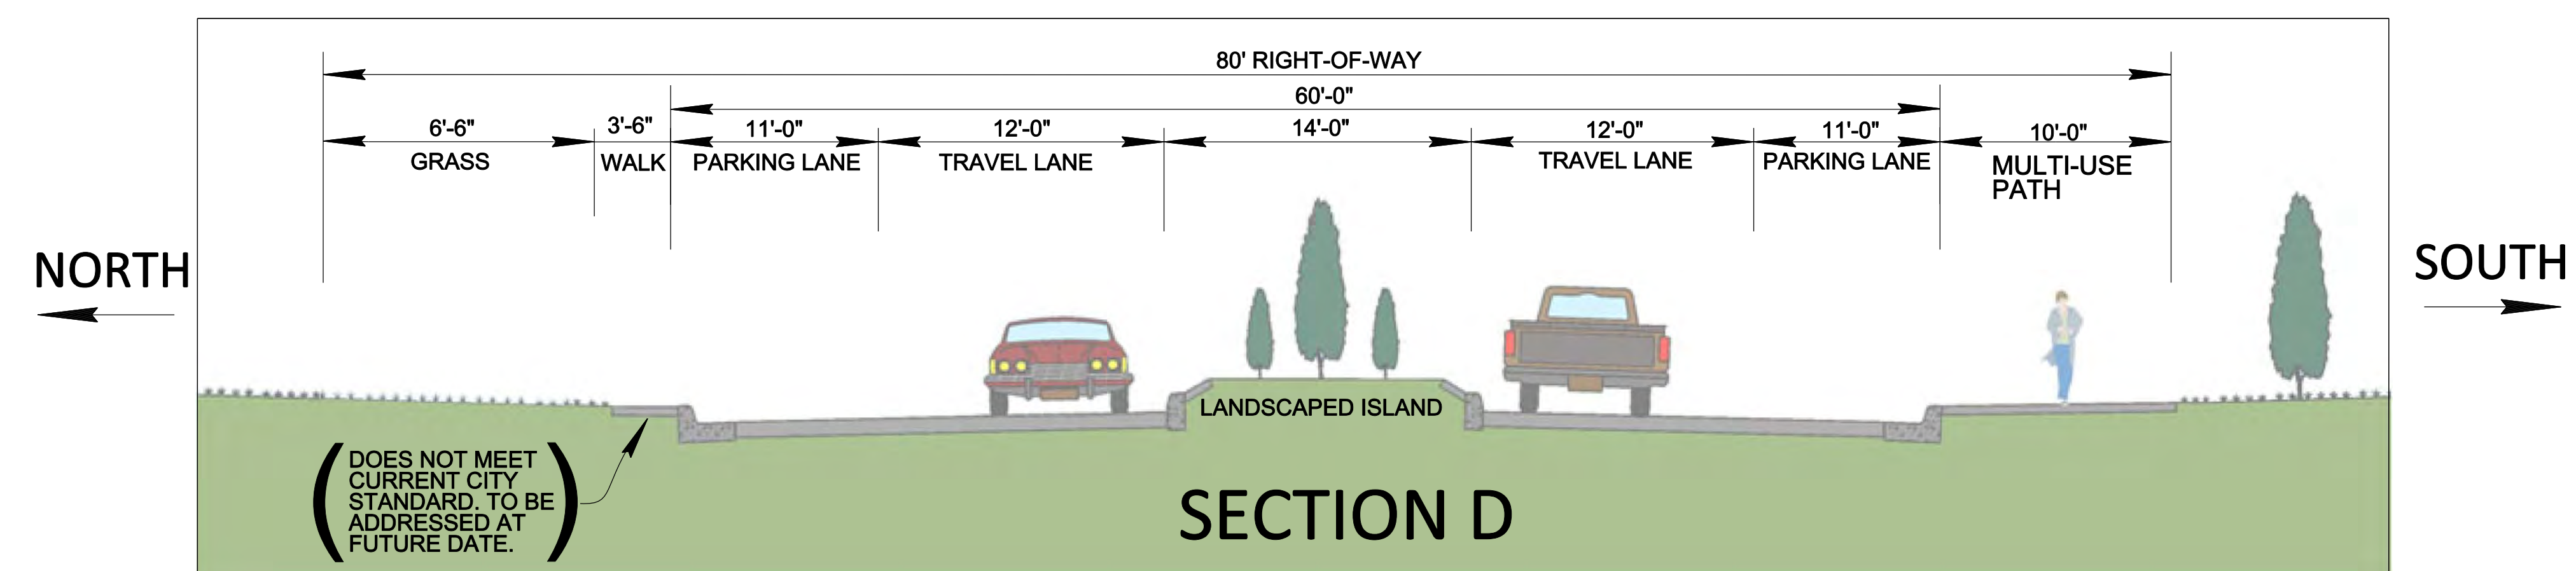 80' RIGHT-OF-WAY
60'-0"
6'-6" 3'-6" 11'-0" 12'-0" 14'-0" 12'-0" 11'-0" 10'-0"
GRASS WALK PARKING LANE TRAVEL LANE TRAVEL LANE PARKING LANE MULTI-USE
PATH
NORTH SOUTH
LANDSCAPED ISLAND
(DOES NOT MEET
CURRENT CITY
STANDARD. TO BE
ADDRESSED AT
FUTURE DATE.)
SECTION D